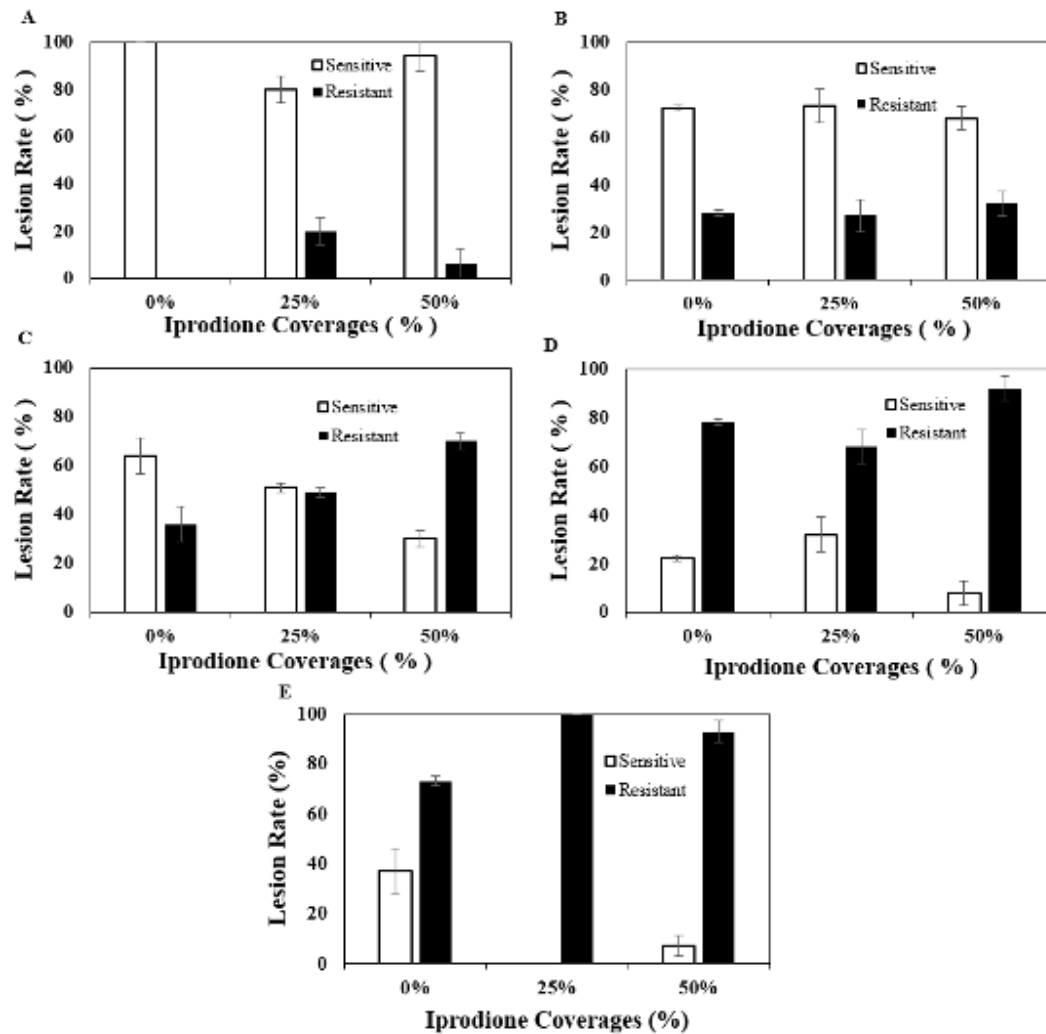 A
Lesion Rate ( % )
100
80
60
40
20
0
Sensitive
Resistant
0% 25% 50%
Iprodione Coverages ( % )
B
Lesion Rate ( % )
100
80
60
40
20
0
Sensitive
Resistant
0% 25% 50%
Iprodione Coverages ( % )
C
Lesion Rate ( % )
100
80
60
40
20
0
Sensitive
Resistant
0% 25% 50%
Iprodione Coverages ( % )
D
Lesion Rate ( % )
100
80
60
40
20
0
Sensitive
Resistant
0% 25% 50%
Iprodione Coverages ( % )
E
Lesion Rate (%)
100
80
60
40
20
0
Sensitive
Resistant
0% 25% 50%
Iprodione Coverages (%)